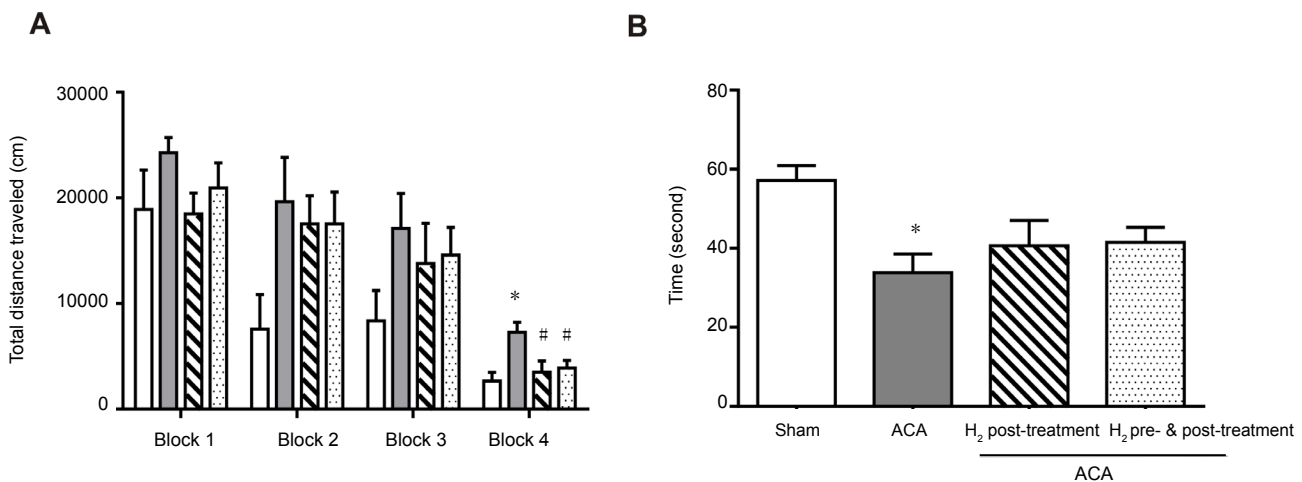 A
Total distance traveled (cm)
30000
20000
10000
0
*
# #
Block 1 Block 2 Block 3 Block 4
B
Time (second)
80
60
40
20
0
*
Sham ACA H₂ post-treatment H₂ pre- & post-treatment
ACA